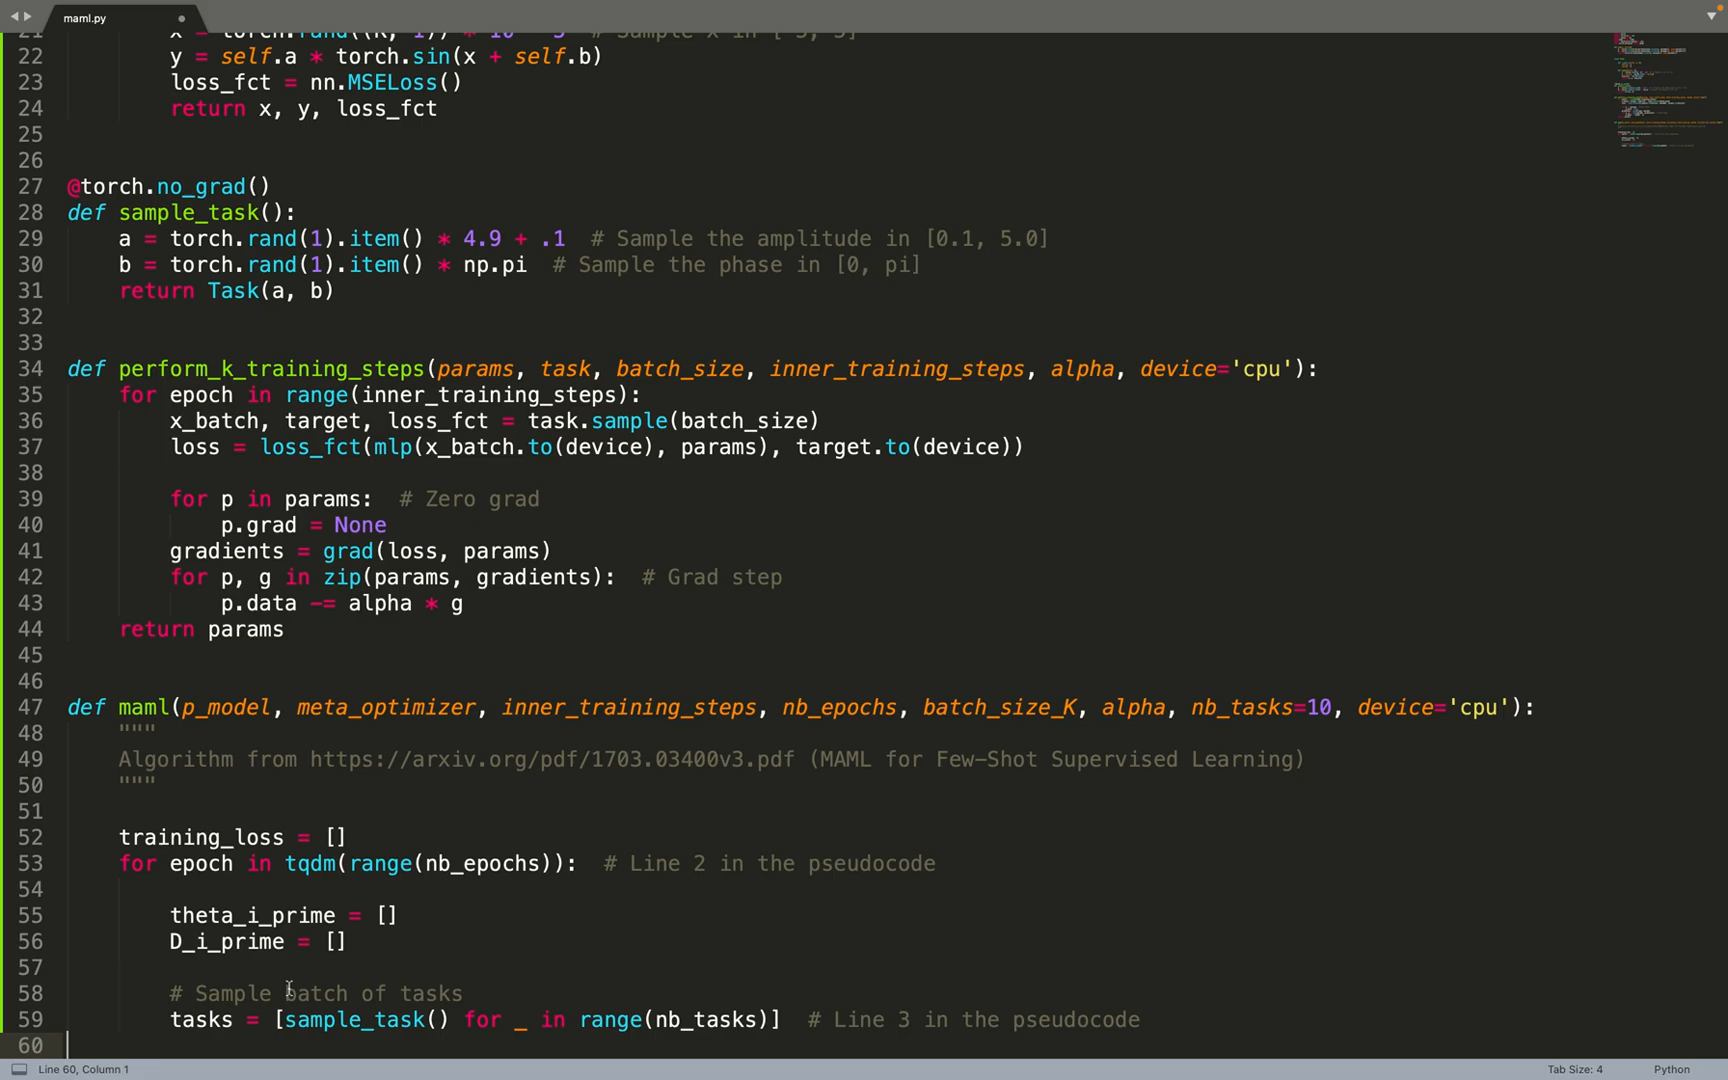 maml.py
22 y = self.a * torch.sin(x + self.b)
23 loss_fct = nn.MSELoss()
24 return x, y, loss_fct
25
26
27 @torch.no_grad()
28 def sample_task():
29 a = torch.rand(1).item() * 4.9 + .1  # Sample the amplitude in [0.1, 5.0]
30 b = torch.rand(1).item() * np.pi  # Sample the phase in [0, pi]
31 return Task(a, b)
32
33
34 def perform_k_training_steps(params, task, batch_size, inner_training_steps, alpha, device='cpu'):
35 for epoch in range(inner_training_steps):
36 x_batch, target, loss_fct = task.sample(batch_size)
37 loss = loss_fct(mlp(x_batch.to(device), params), target.to(device))
38
39 for p in params:  # Zero grad
40 p.grad = None
41 gradients = grad(loss, params)
42 for p, g in zip(params, gradients):  # Grad step
43 p.data -= alpha * g
44 return params
45
46
47 def maml(p_model, meta_optimizer, inner_training_steps, nb_epochs, batch_size_K, alpha, nb_tasks=10, device='cpu'):
48 """
49 Algorithm from https://arxiv.org/pdf/1703.03400v3.pdf (MAML for Few-Shot Supervised Learning)
50 """
51
52 training_loss = []
53 for epoch in tqdm(range(nb_epochs)):  # Line 2 in the pseudocode
54
55 theta_i_prime = []
56 D_i_prime = []
57
58 # Sample batch of tasks
59 tasks = [sample_task() for _ in range(nb_tasks)]  # Line 3 in the pseudocode
60
Line 60, Column 1
Tab Size: 4
Python